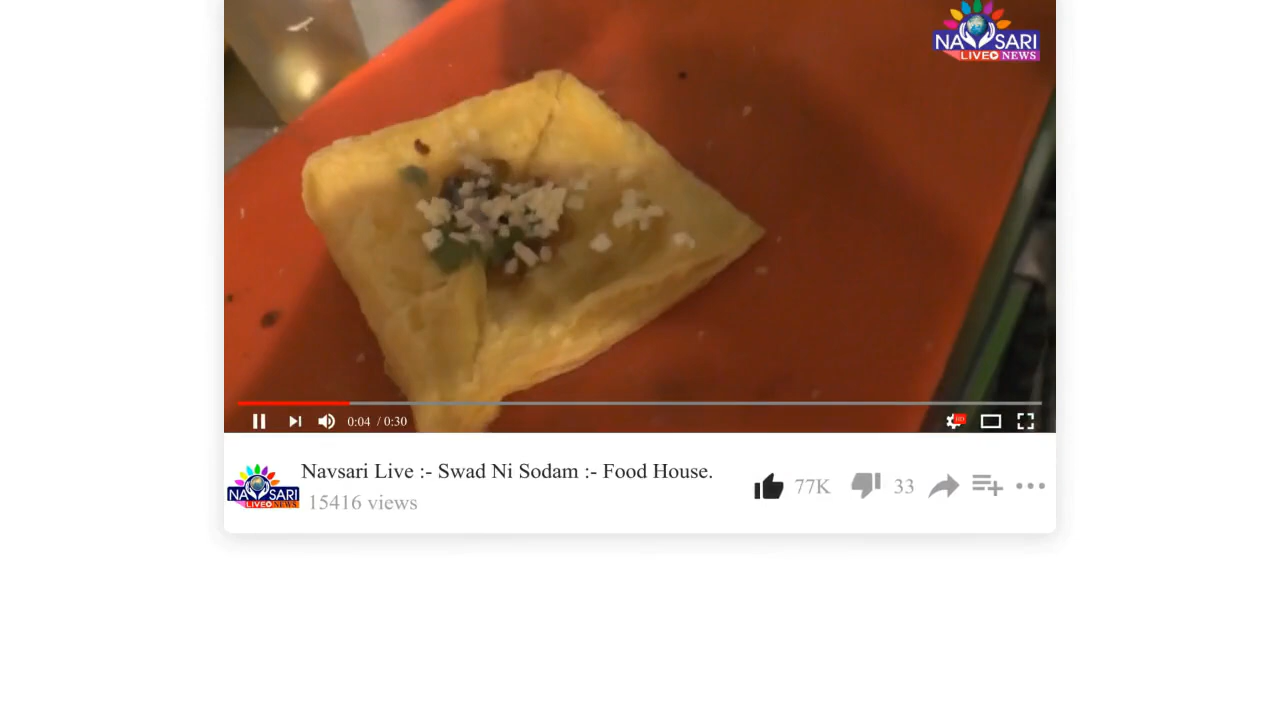 NAVSARI
LIVE NEWS
0:04 / 0:30
HD
Navsari Live :- Swad Ni Sodam :- Food House.
NAVSARI
LIVE NEWS
15416 views
77K
33